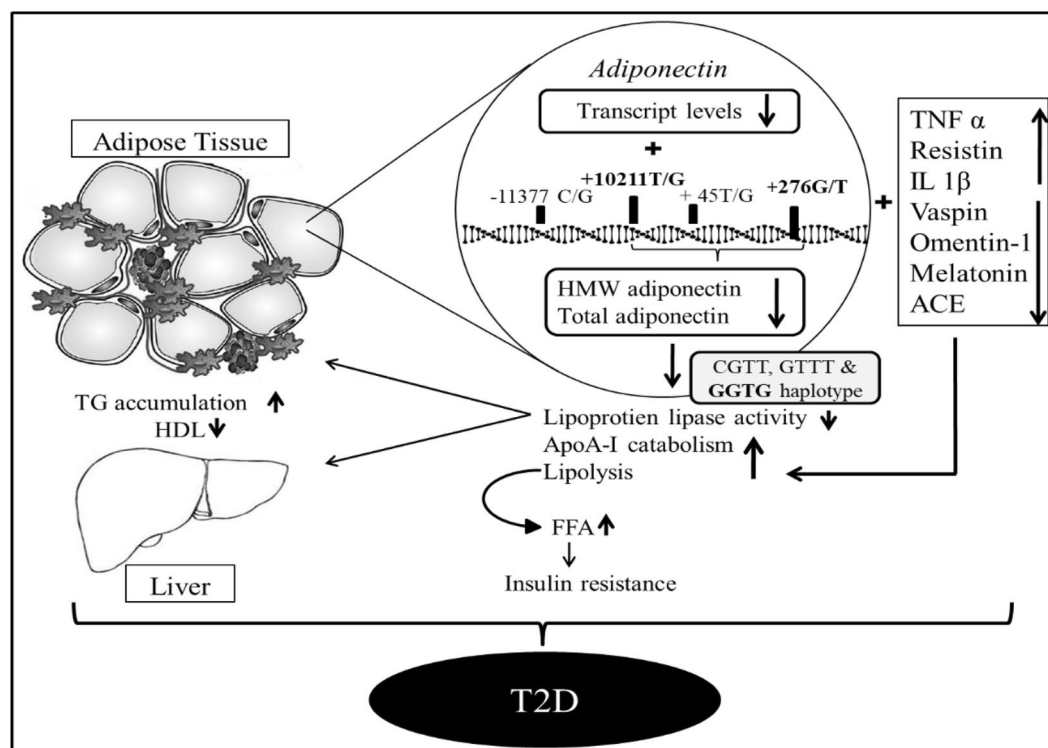 Adiponectin
Transcript levels
+
-11377 C/G
+10211T/G
+ 45T/G
+276G/T
HMW adiponectin
Total adiponectin
CGTT, GTTT &
GGTG haplotype
+
TNF α
Resistin
IL 1β
Vaspin
Omentin-1
Melatonin
ACE
Adipose Tissue
TG accumulation
HDL
Liver
Lipoprotien lipase activity
ApoA-I catabolism
Lipolysis
FFA
Insulin resistance
T2D